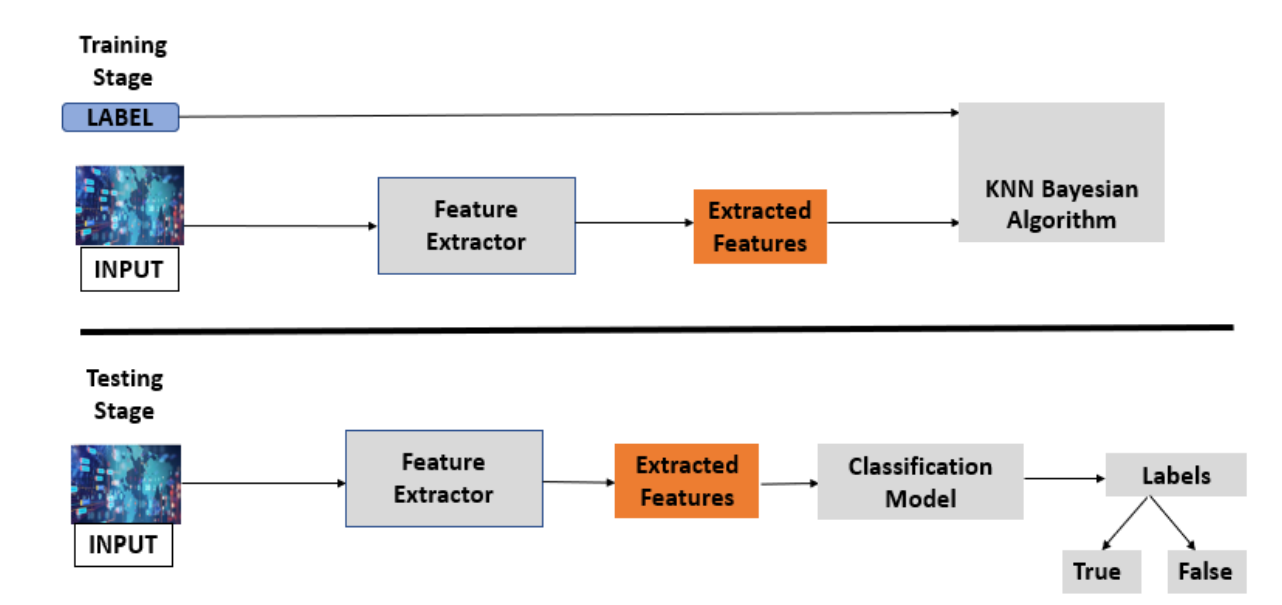 Training
Stage
LABEL
INPUT
Feature
Extractor
Extracted
Features
KNN Bayesian
Algorithm
Testing
Stage
INPUT
Feature
Extractor
Extracted
Features
Classification
Model
Labels
True
False